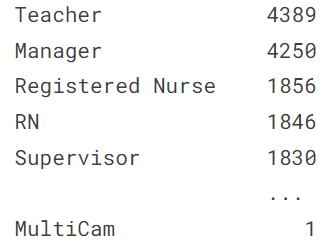 Teacher 4389
Manager 4250
Registered Nurse 1856
RN 1846
Supervisor 1830
...
MultiCam 1